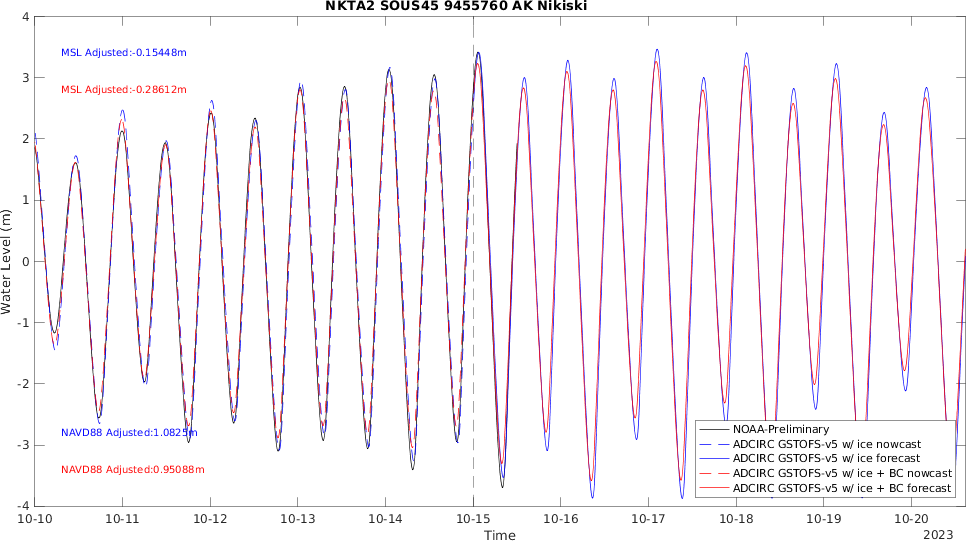 NKTA2 SOUS45 9455760 AK Nikiski
4
3
2
1
0
-1
-2
-3
-4
Water Level (m)
MSL Adjusted:-0.15448m
MSL Adjusted:-0.28612m
NAVD88 Adjusted:1.0825m
NAVD88 Adjusted:0.95088m
NOAA-Preliminary
ADCIRC GSTOFS-v5 w/ ice nowcast
ADCIRC GSTOFS-v5 w/ ice forecast
ADCIRC GSTOFS-v5 w/ ice + BC nowcast
ADCIRC GSTOFS-v5 w/ ice + BC forecast
10-10 10-11 10-12 10-13 10-14 10-15 10-16 10-17 10-18 10-19 10-20
Time
2023